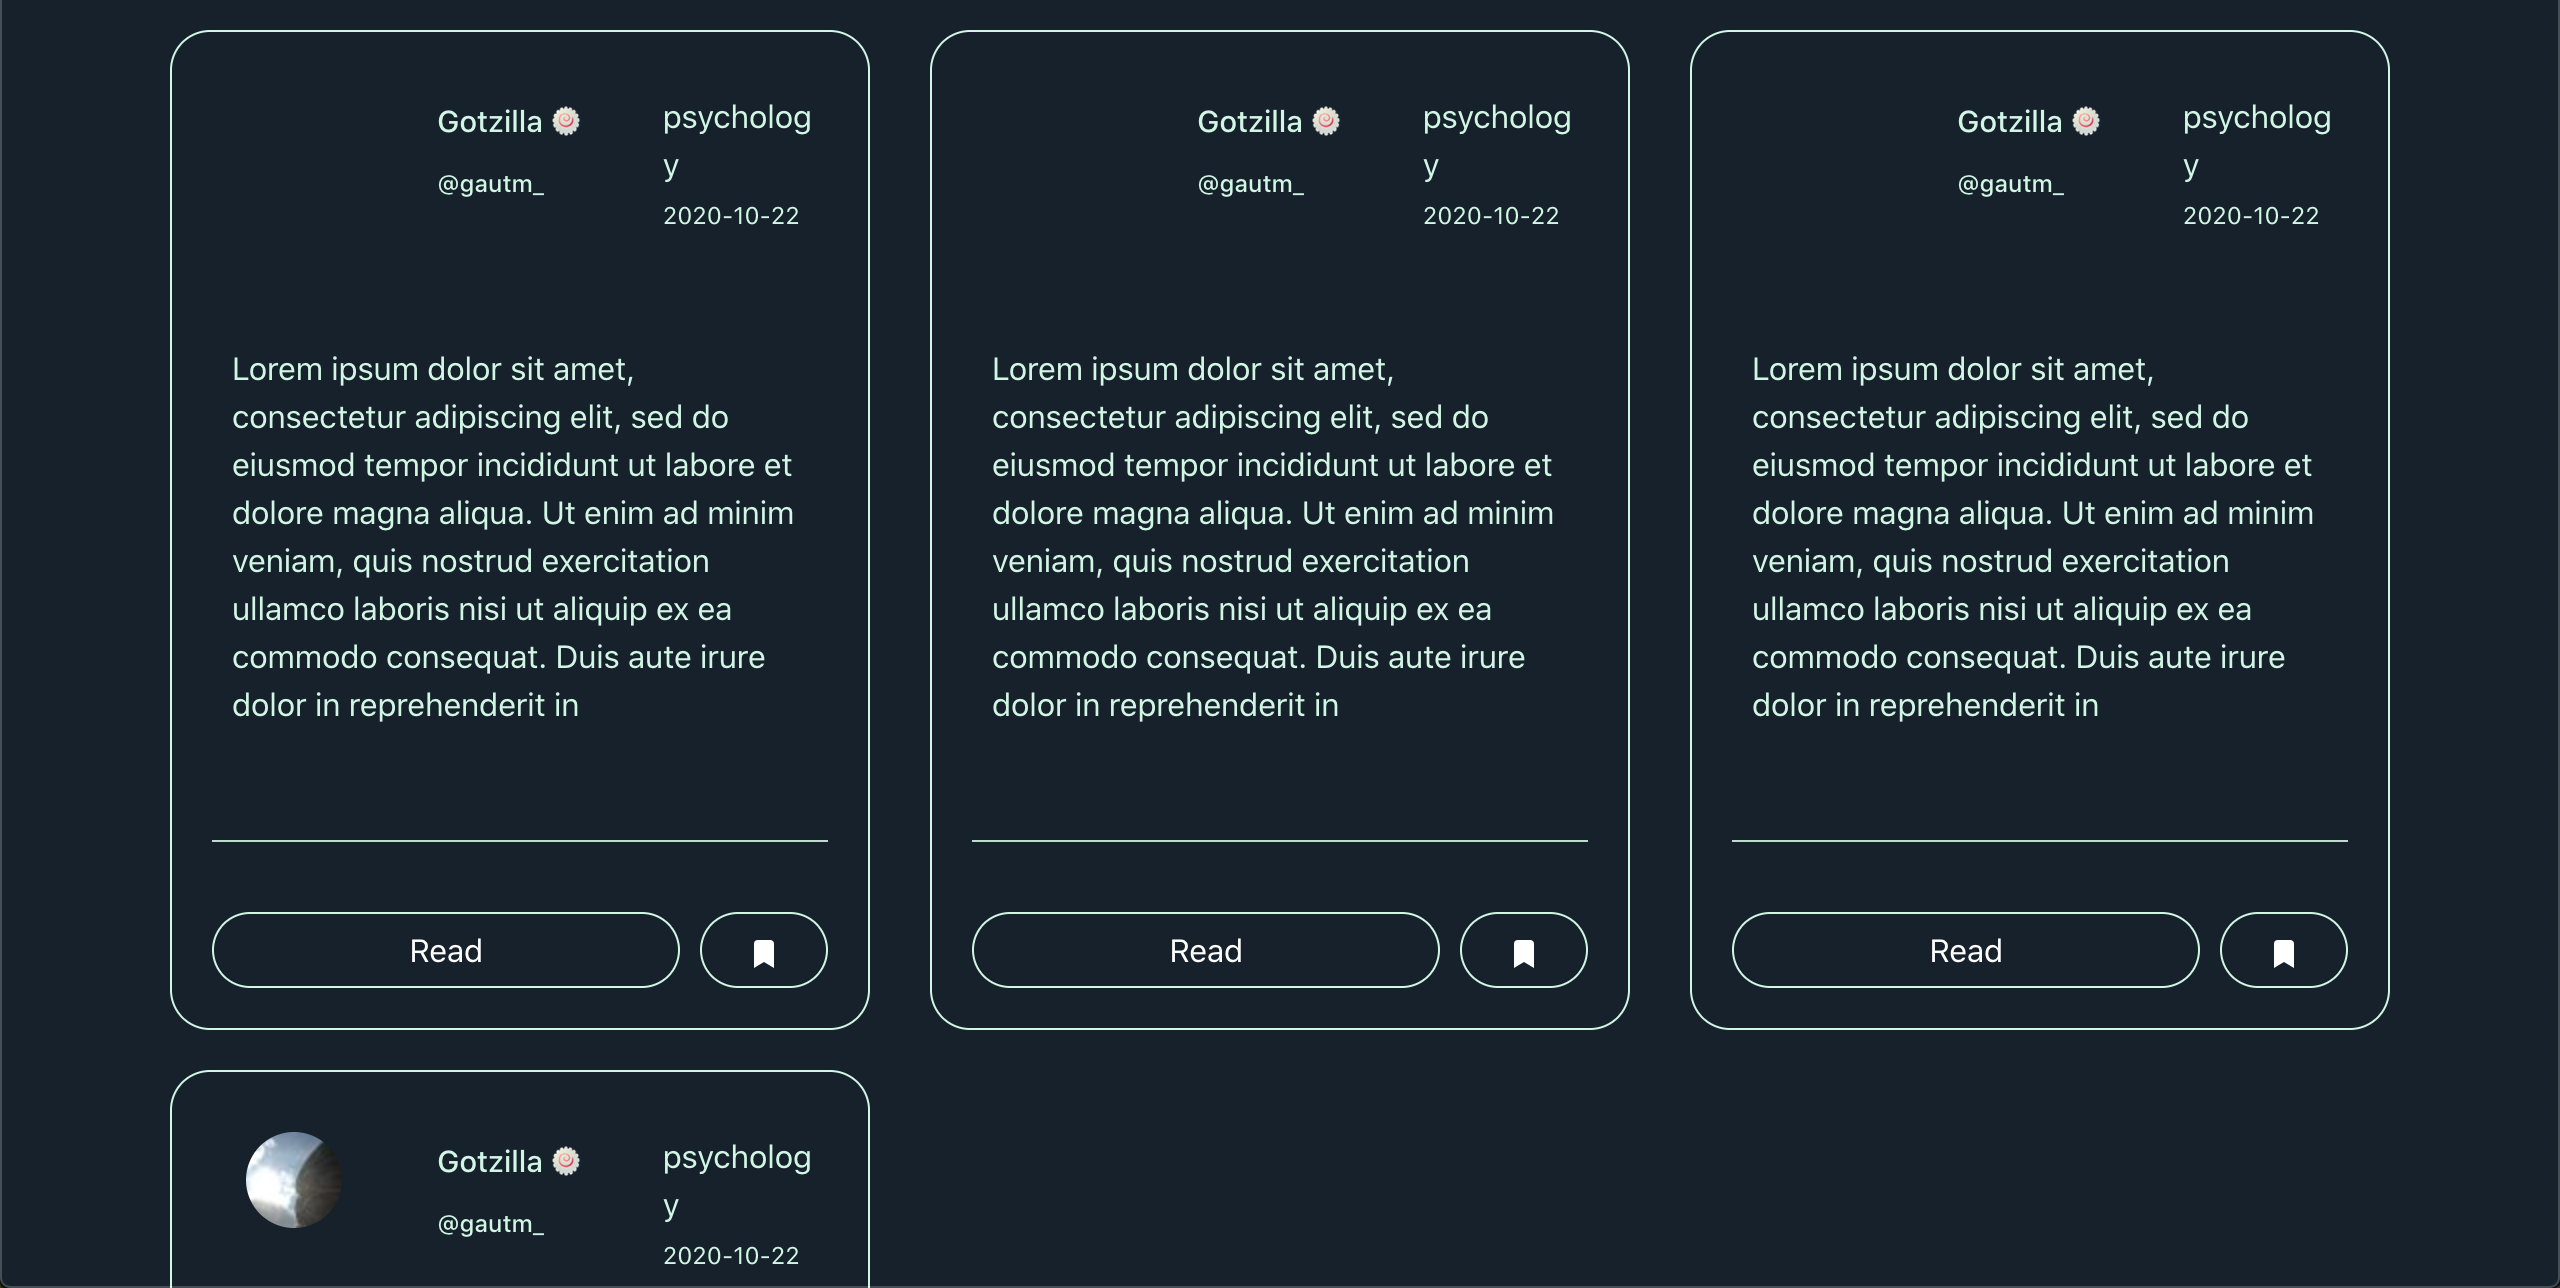 Gotzilla 🍥
@gautm_
psycholog
y
2020-10-22
Lorem ipsum dolor sit amet,
consectetur adipiscing elit, sed do
eiusmod tempor incididunt ut labore et
dolore magna aliqua. Ut enim ad minim
veniam, quis nostrud exercitation
ullamco laboris nisi ut aliquip ex ea
commodo consequat. Duis aute irure
dolor in reprehenderit in
Read
Gotzilla 🍥
@gautm_
psycholog
y
2020-10-22
Lorem ipsum dolor sit amet,
consectetur adipiscing elit, sed do
eiusmod tempor incididunt ut labore et
dolore magna aliqua. Ut enim ad minim
veniam, quis nostrud exercitation
ullamco laboris nisi ut aliquip ex ea
commodo consequat. Duis aute irure
dolor in reprehenderit in
Read
Gotzilla 🍥
@gautm_
psycholog
y
2020-10-22
Lorem ipsum dolor sit amet,
consectetur adipiscing elit, sed do
eiusmod tempor incididunt ut labore et
dolore magna aliqua. Ut enim ad minim
veniam, quis nostrud exercitation
ullamco laboris nisi ut aliquip ex ea
commodo consequat. Duis aute irure
dolor in reprehenderit in
Read
Gotzilla 🍥
@gautm_
psycholog
y
2020-10-22